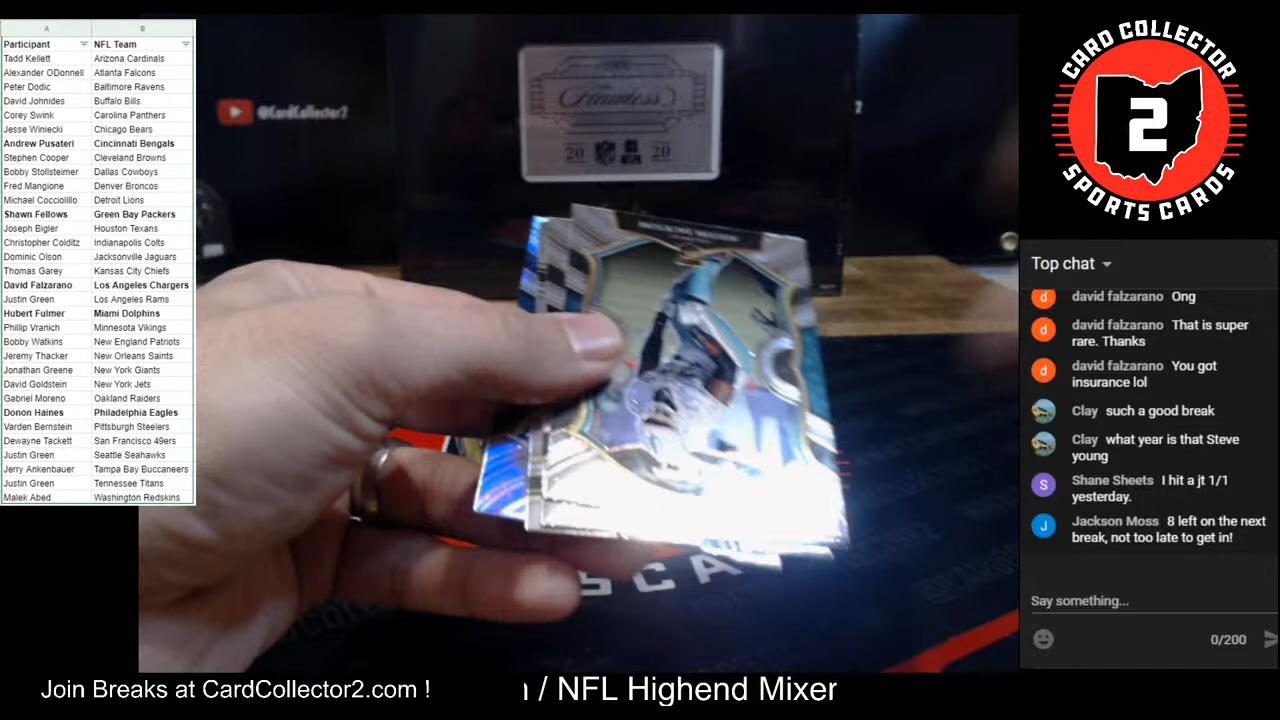 A B
Participant NFL Team
Tadd Kellett Arizona Cardinals
Alexander ODonnell Atlanta Falcons
Peter Dodic Baltimore Ravens
David Johnides Buffalo Bills
Corey Swink Carolina Panthers
Jesse Winiecki Chicago Bears
Andrew Pusateri Cincinnati Bengals
Stephen Cooper Cleveland Browns
Bobby Stollsteimer Dallas Cowboys
Fred Mangione Denver Broncos
Michael Cocciolillo Detroit Lions
Shawn Fellows Green Bay Packers
Joseph Bigler Houston Texans
Christopher Colditz Indianapolis Colts
Dominic Olson Jacksonville Jaguars
Thomas Garey Kansas City Chiefs
David Falzarano Los Angeles Chargers
Justin Green Los Angeles Rams
Hubert Fulmer Miami Dolphins
Phillip Vranich Minnesota Vikings
Bobby Watkins New England Patriots
Jeremy Thacker New Orleans Saints
Jonathan Greene New York Giants
David Goldstein New York Jets
Gabriel Moreno Oakland Raiders
Donon Haines Philadelphia Eagles
Varden Bernstein Pittsburgh Steelers
Dewayne Tackett San Francisco 49ers
Justin Green Seattle Seahawks
Jerry Ankenbauer Tampa Bay Buccaneers
Justin Green Tennessee Titans
Malek Abed Washington Redskins
@CardCollector2
Flawless
20 NFL 20
CARD COLLECTOR
2
SPORTS CARDS
Top chat
david falzarano Ong
david falzarano That is super
rare. Thanks
david falzarano You got
insurance lol
Clay such a good break
Clay what year is that Steve
young
Shane Sheets I hit a jt 1/1
yesterday.
Jackson Moss 8 left on the next
break, not too late to get in!
Say something...
0/200
Join Breaks at CardCollector2.com !
/ NFL Highend Mixer